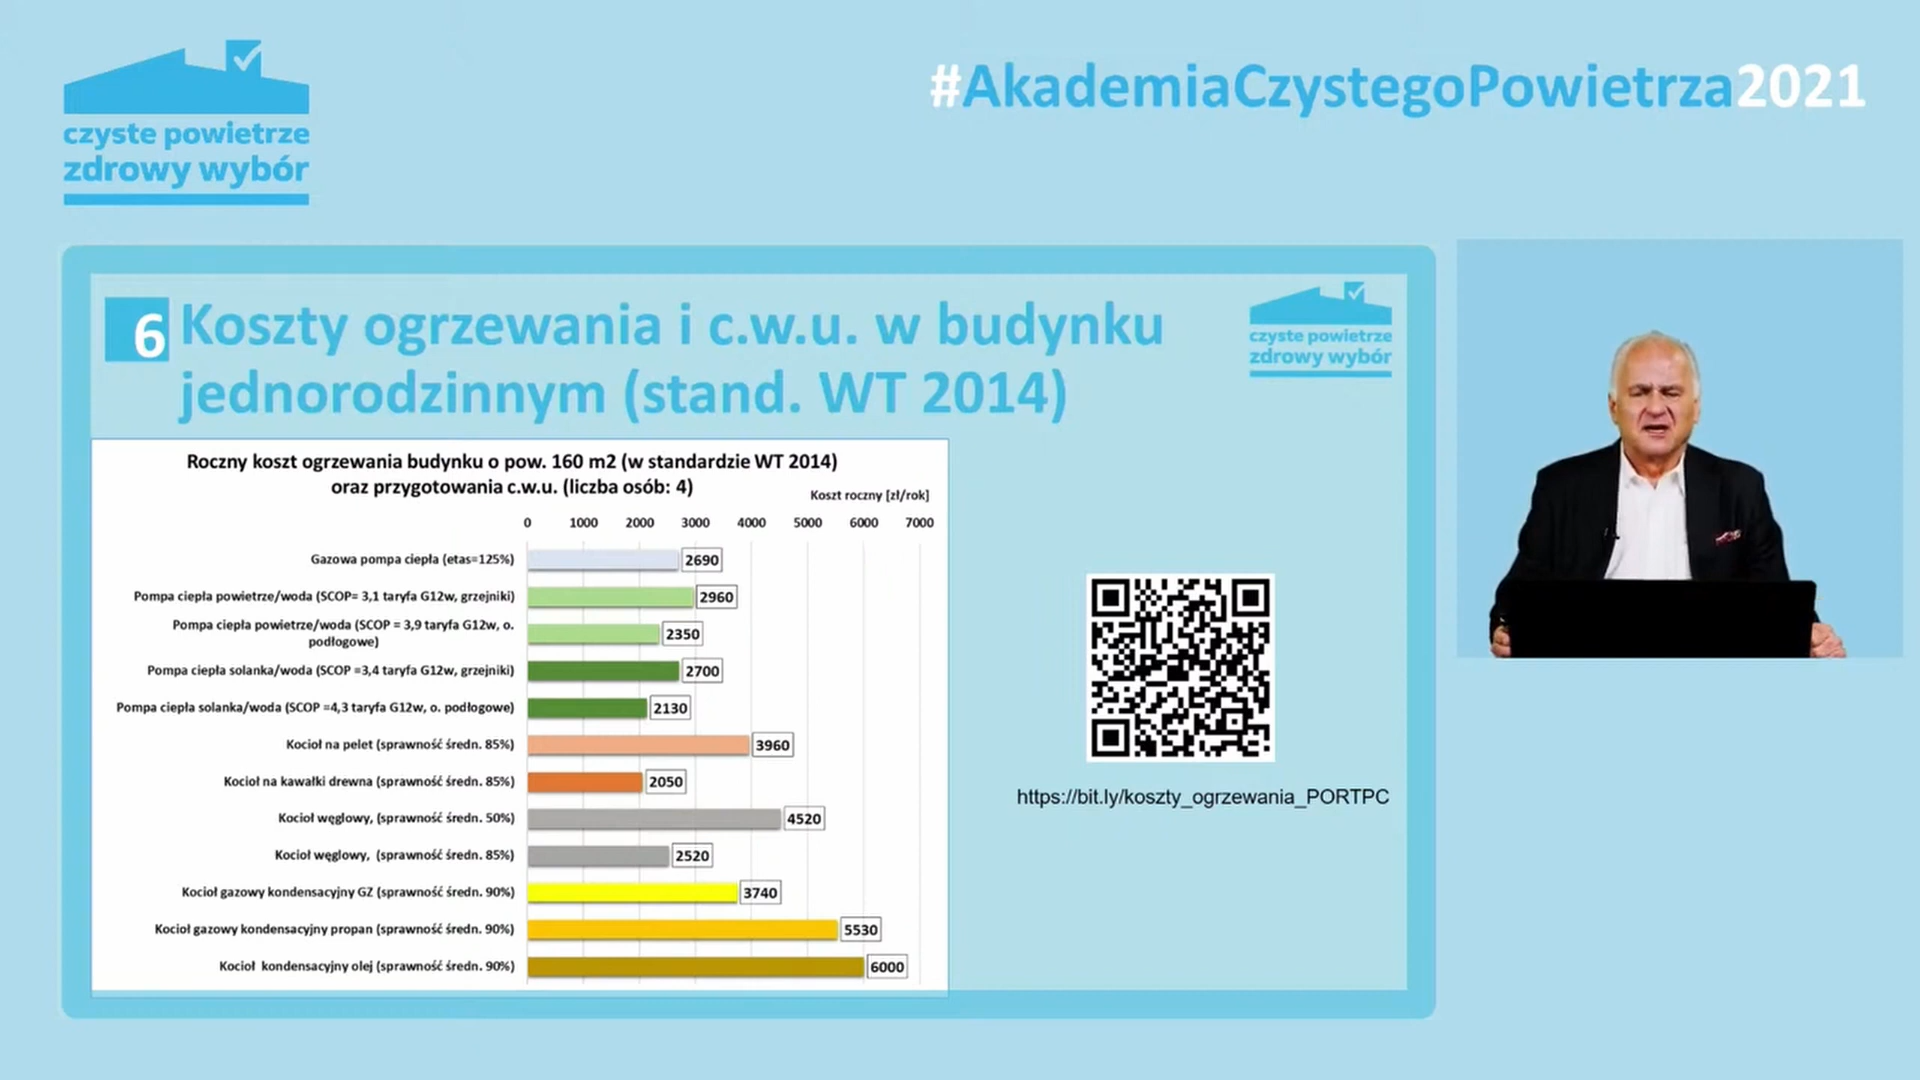 czyste powietrze
zdrowy wybór
#AkademiaCzystegoPowietrza2021
6 Koszty ogrzewania i c.w.u. w budynku
jednorodzinnym (stand. WT 2014)
czyste powietrze
zdrowy wybór
Roczny koszt ogrzewania budynku o pow. 160 m2 (w standardzie WT 2014)
oraz przygotowania c.w.u. (liczba osób: 4)
Koszt roczny [zł/rok]
0 1000 2000 3000 4000 5000 6000 7000
Gazowa pompa ciepła (etas=125%) 2690
Pompa ciepła powietrze/woda (SCOP= 3,1 taryfa G12w, grzejniki) 2960
Pompa ciepła powietrze/woda (SCOP = 3,9 taryfa G12w, o.
podłogowe) 2350
Pompa ciepła solanka/woda (SCOP =3,4 taryfa G12w, grzejniki) 2700
Pompa ciepła solanka/woda (SCOP =4,3 taryfa G12w, o. podłogowe) 2130
Kocioł na pelet (sprawność średn. 85%) 3960
Kocioł na kawałki drewna (sprawność średn. 85%) 2050
Kocioł węglowy, (sprawność średn. 50%) 4520
Kocioł węglowy, (sprawność średn. 85%) 2520
Kocioł gazowy kondensacyjny GZ (sprawność średn. 90%) 3740
Kocioł gazowy kondensacyjny propan (sprawność średn. 90%) 5530
Kocioł kondensacyjny olej (sprawność średn. 90%) 6000
https://bit.ly/koszty_ogrzewania_PORTPC